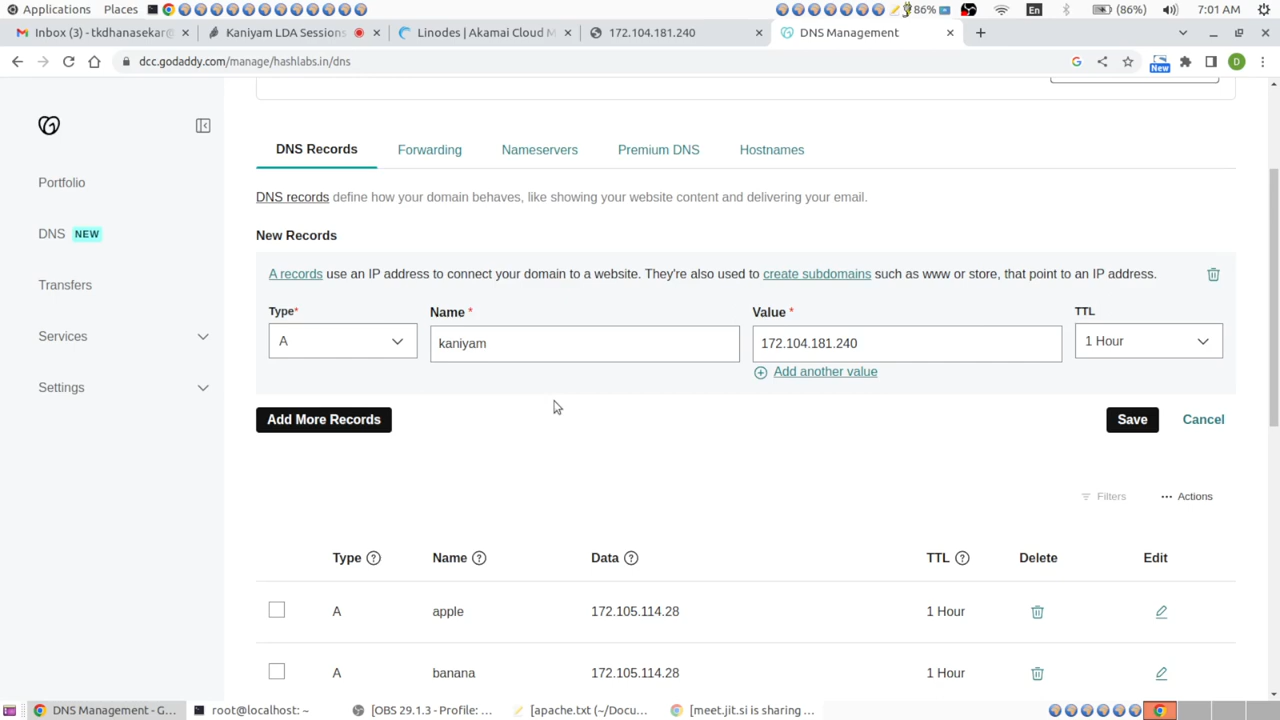 Applications Places 86% En (86%) 7:01 AM
Inbox (3) - tkdhanasekar@ Kaniyam LDA Sessions Linodes | Akamai Cloud M 172.104.181.240 DNS Management
dcc.godaddy.com/manage/hashlabs.in/dns New D
DNS Records Forwarding Nameservers Premium DNS Hostnames
Portfolio
DNS NEW
Transfers
Services
Settings
DNS records define how your domain behaves, like showing your website content and delivering your email.
New Records
A records use an IP address to connect your domain to a website. They're also used to create subdomains such as www or store, that point to an IP address.
Type* Name * Value * TTL
A kaniyam 172.104.181.240 1 Hour
Add another value
Add More Records Save Cancel
Filters ... Actions
Type ? Name ? Data ? TTL ? Delete Edit
A apple 172.105.114.28 1 Hour
A banana 172.105.114.28 1 Hour
DNS Management - G... root@localhost: ~ [OBS 29.1.3 - Profile: ... [apache.txt (~/Docu... [meet.jit.si is sharing ...